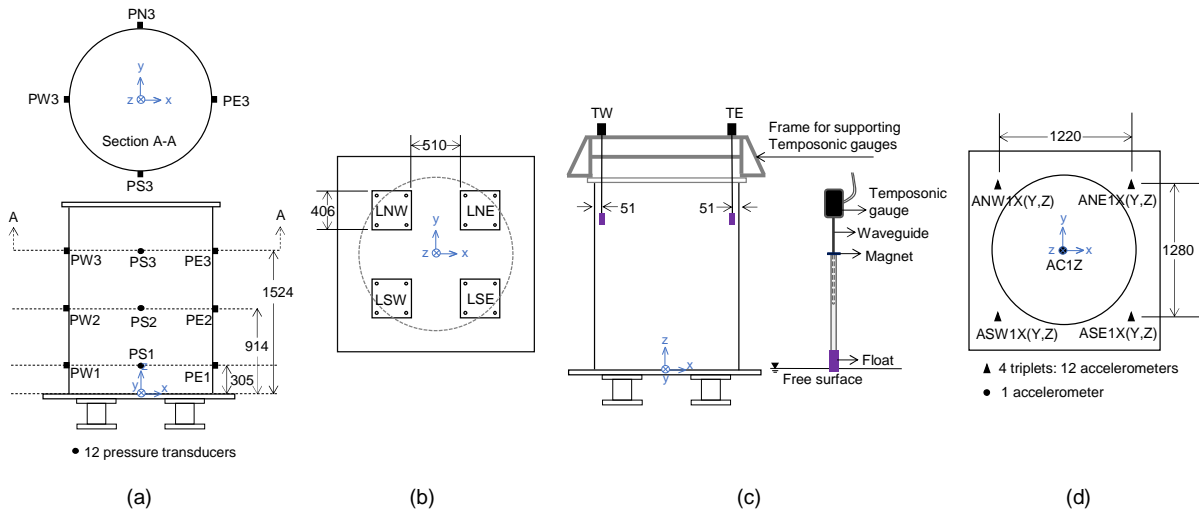 PN3
y
PW3
z
x
PE3
Section A-A
PS3
A
A
PW3
PS3
PE3
1524
PW2
PS2
PE2
914
PS1
PW1
z
PE1
305
y
x
12 pressure transducers
(a)
510
406
LNW
LNE
y
z
x
LSW
LSE
(b)
TW
TE
Frame for supporting
Temposonic gauges
51
51
Temposonic
gauge
Waveguide
Magnet
z
y
x
Float
Free surface
(c)
1220
ANW1X(Y,Z)
ANE1X(Y,Z)
y
z
x
AC1Z
1280
ASW1X(Y,Z)
ASE1X(Y,Z)
4 triplets: 12 accelerometers
1 accelerometer
(d)